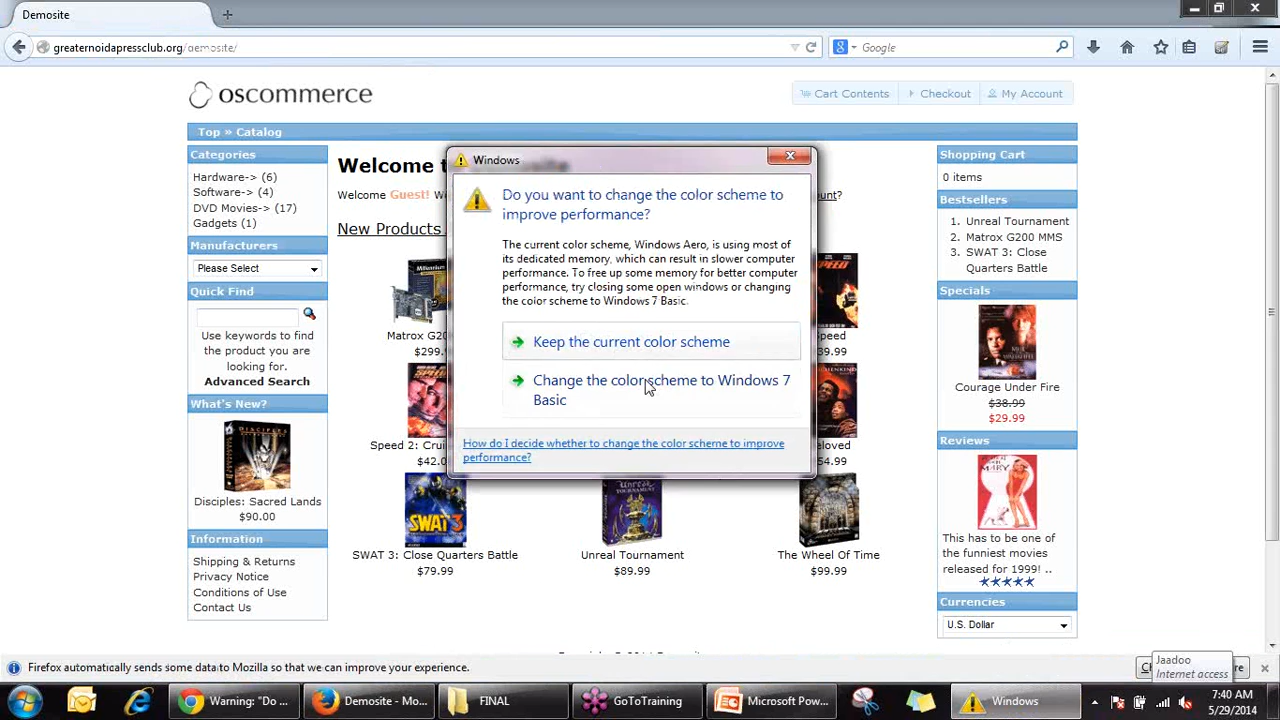 Demosite
greaternoidapressclub.org/demosite/
Google
oscommerce
Cart Contents
Checkout
My Account
Top » Catalog
Categories
Hardware-> (6)
Software-> (4)
DVD Movies-> (17)
Gadgets (1)
Manufacturers
Please Select
Quick Find
Use keywords to find
the product you are
looking for.
Advanced Search
What's New?
Disciples: Sacred Lands
$90.00
Information
Shipping & Returns
Privacy Notice
Conditions of Use
Contact Us
Welcome
Welcome Guest!
New Products
Windows
Do you want to change the color scheme to
improve performance?
The current color scheme, Windows Aero, is using most of
its dedicated memory, which can result in slower computer
performance. To free up some memory for better computer
performance, try closing some open windows or changing
the color scheme to Windows 7 Basic.
Keep the current color scheme
Change the color scheme to Windows 7
Basic
How do I decide whether to change the color scheme to improve
performance?
Matrox G20
$299.
Speed 2: Cru
$42.0
SWAT 3: Close Quarters Battle
$79.99
Unreal Tournament
$89.99
The Wheel Of Time
$99.99
Shopping Cart
0 items
Bestsellers
1. Unreal Tournament
2. Matrox G200 MMS
3. SWAT 3: Close
Quarters Battle
Specials
Courage Under Fire
$38.99
$29.99
Reviews
This has to be one of
the funniest movies
released for 1999! ..
Currencies
U.S. Dollar
Firefox automatically sends some data to Mozilla so that we can improve your experience.
Jaadoo
Internet access
Warning: "Do ...
Demosite - Mo...
FINAL
GoToTraining
Microsoft Pow...
Windows
7:40 AM
5/29/2014